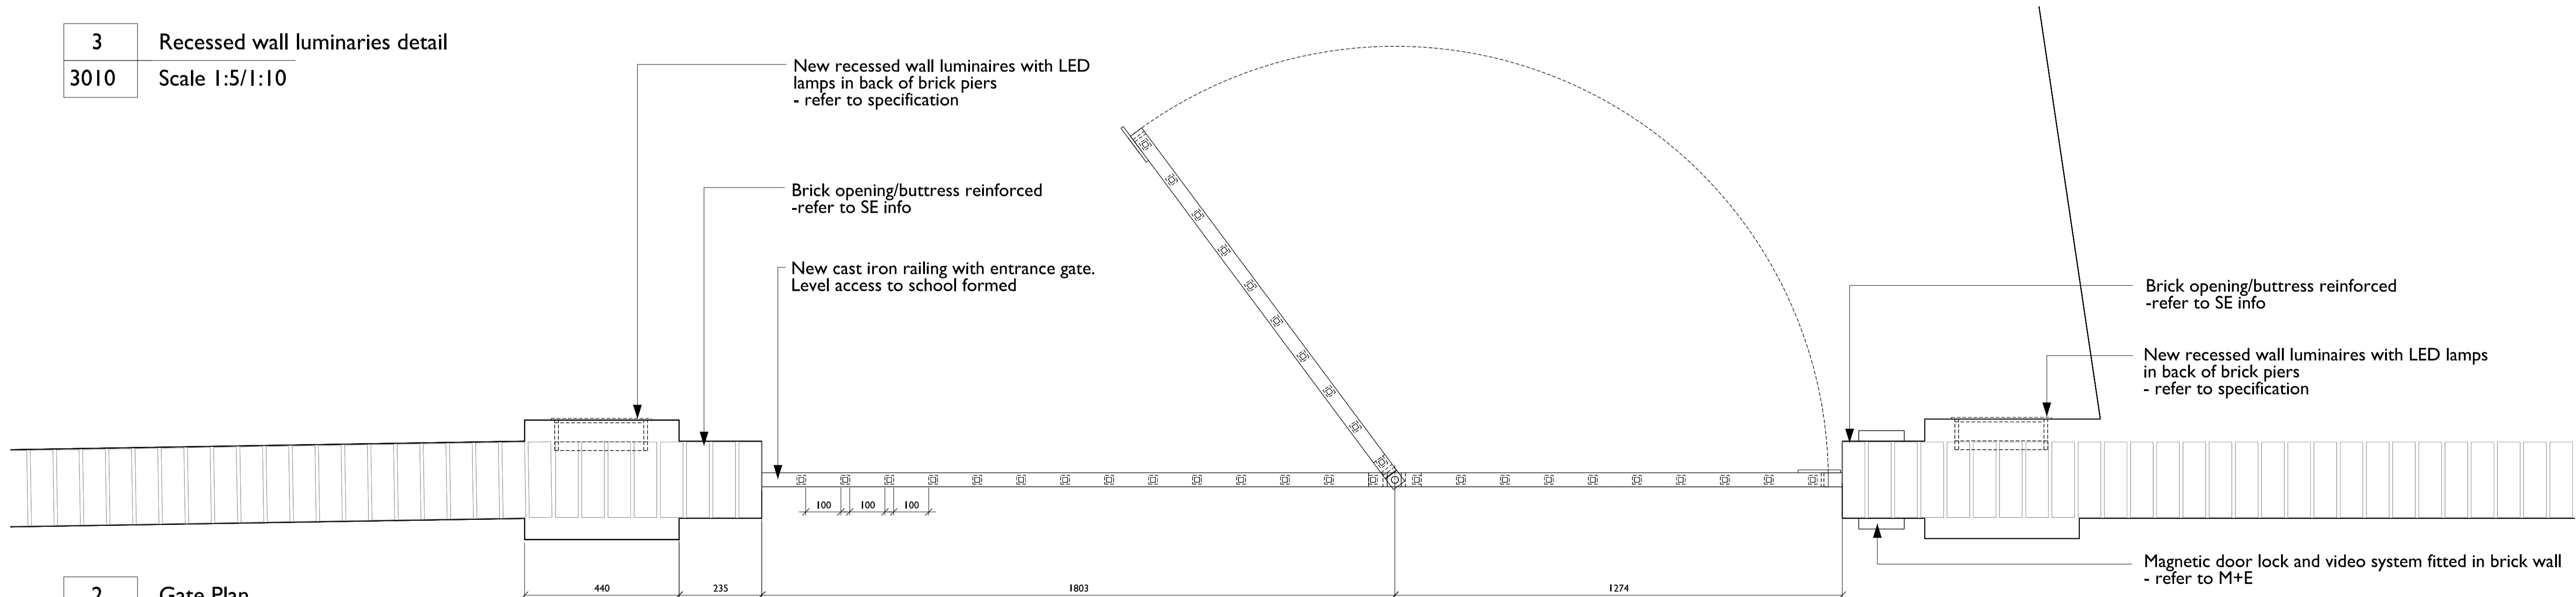 3
Recessed wall luminaries detail
3010
Scale 1:5/1:10
New recessed wall luminaires with LED
lamps in back of brick piers
- refer to specification
Brick opening/buttress reinforced
-refer to SE info
New cast iron railing with entrance gate.
Level access to school formed
Brick opening/buttress reinforced
-refer to SE info
New recessed wall luminaires with LED lamps
in back of brick piers
- refer to specification
100
100
100
Magnetic door lock and video system fitted in brick wall
- refer to M+E
440
235
1803
1274
2
Gate Plan